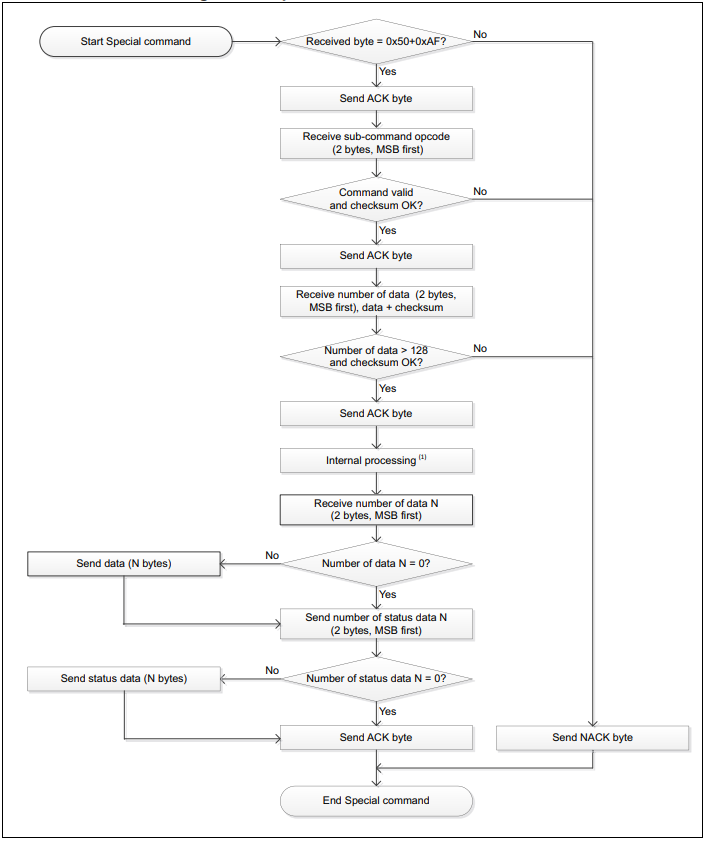 Start Special command
Received byte = 0x50+0xAF?
No
Yes
Send ACK byte
Receive sub-command opcode
(2 bytes, MSB first)
Command valid
and checksum OK?
No
Yes
Send ACK byte
Receive number of data (2 bytes,
MSB first), data + checksum
Number of data > 128
and checksum OK?
No
Yes
Send ACK byte
Internal processing (1)
Receive number of data N
(2 bytes, MSB first)
Number of data N = 0?
No
Send data (N bytes)
Yes
Send number of status data N
(2 bytes, MSB first)
Number of status data N = 0?
No
Send status data (N bytes)
Yes
Send ACK byte
Send NACK byte
End Special command